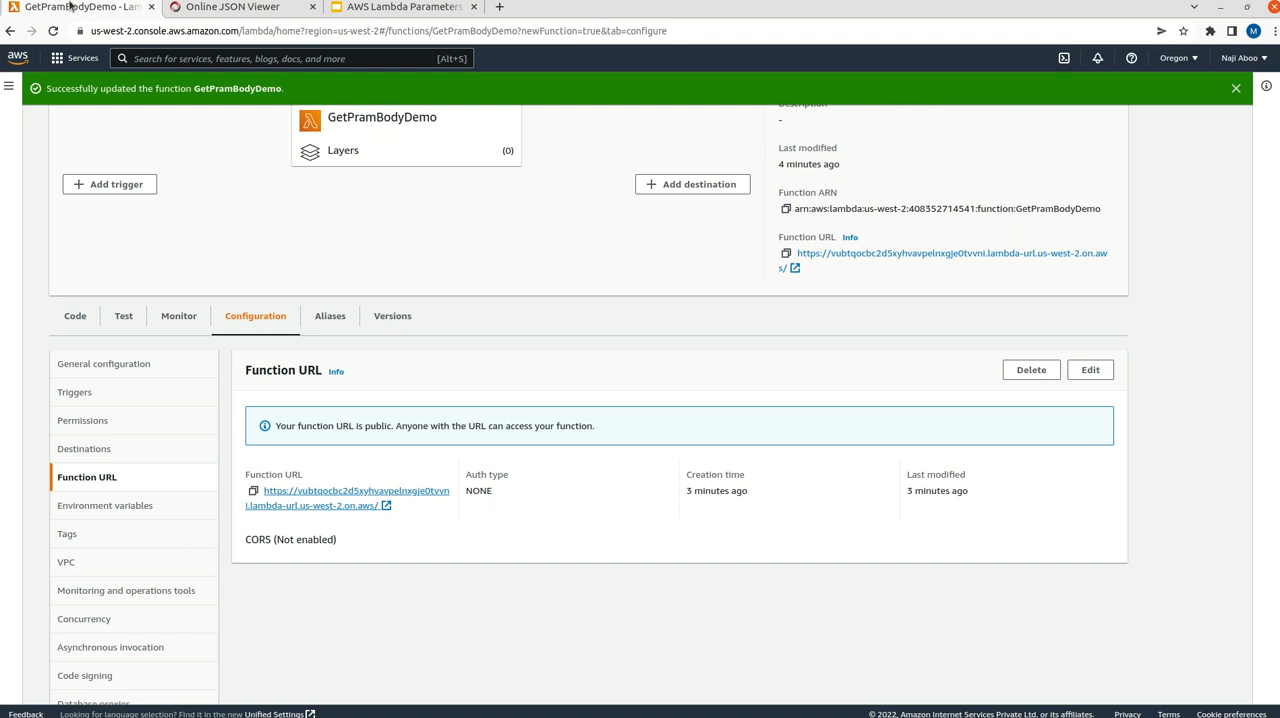 GetPramBodyDemo - Lam
Online JSON Viewer
AWS Lambda Parameters
us-west-2.console.aws.amazon.com/lambda/home?region=us-west-2#/functions/GetPramBodyDemo?newFunction=true&tab=configure
M
aws
Services
Search for services, features, blogs, docs, and more
[Alt+S]
Oregon
Naji Aboo
Successfully updated the function GetPramBodyDemo.
GetPramBodyDemo
Layers
(0)
Add trigger
Add destination
Description
-
Last modified
4 minutes ago
Function ARN
arn:aws:lambda:us-west-2:408352714541:function:GetPramBodyDemo
Function URL Info
https://vubtqocbc2d5xyhvavpelnxgje0tvvni.lambda-url.us-west-2.on.aw
s/
Code
Test
Monitor
Configuration
Aliases
Versions
General configuration
Triggers
Permissions
Destinations
Function URL
Environment variables
Tags
VPC
Monitoring and operations tools
Concurrency
Asynchronous invocation
Code signing
Database proxies
Function URL Info
Delete
Edit
Your function URL is public. Anyone with the URL can access your function.
Function URL
https://vubtqocbc2d5xyhvavpelnxgje0tvvn
i.lambda-url.us-west-2.on.aws/
Auth type
NONE
Creation time
3 minutes ago
Last modified
3 minutes ago
CORS (Not enabled)
Feedback
Looking for language selection? Find it in the new Unified Settings
© 2022, Amazon Internet Services Private Ltd. or its affiliates.
Privacy
Terms
Cookie preferences